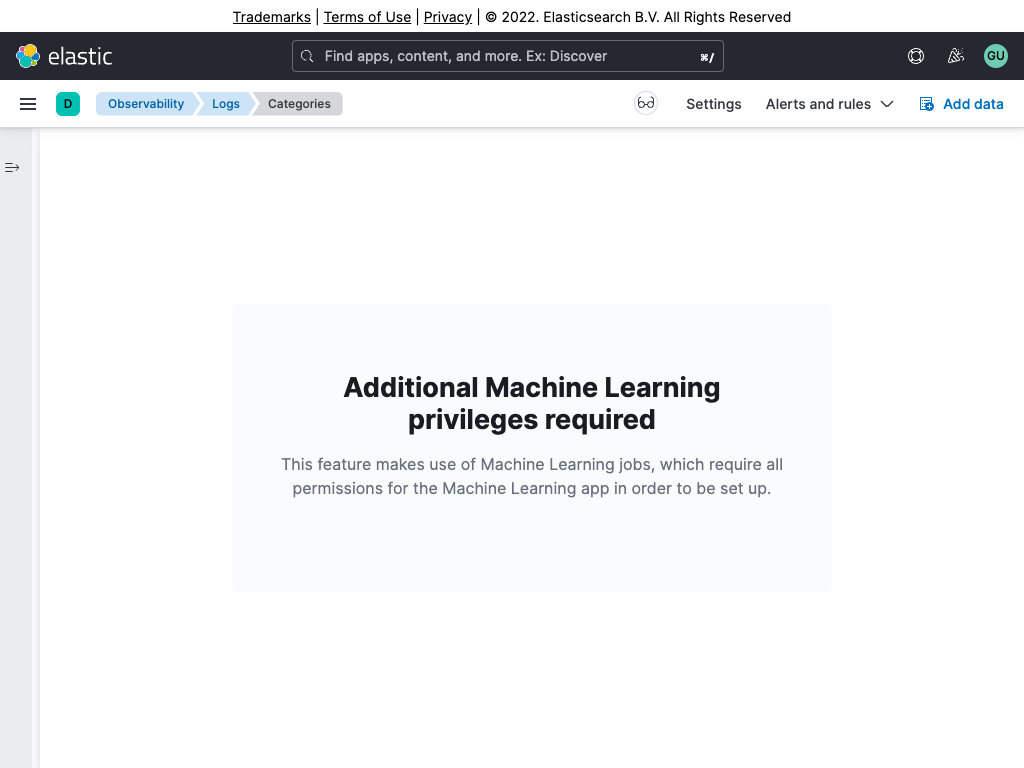 Trademarks | Terms of Use | Privacy | © 2022. Elasticsearch B.V. All Rights Reserved
elastic Find apps, content, and more. Ex: Discover ⌘/ GU
D Observability Logs Categories Settings Alerts and rules Add data
Additional Machine Learning
privileges required
This feature makes use of Machine Learning jobs, which require all
permissions for the Machine Learning app in order to be set up.